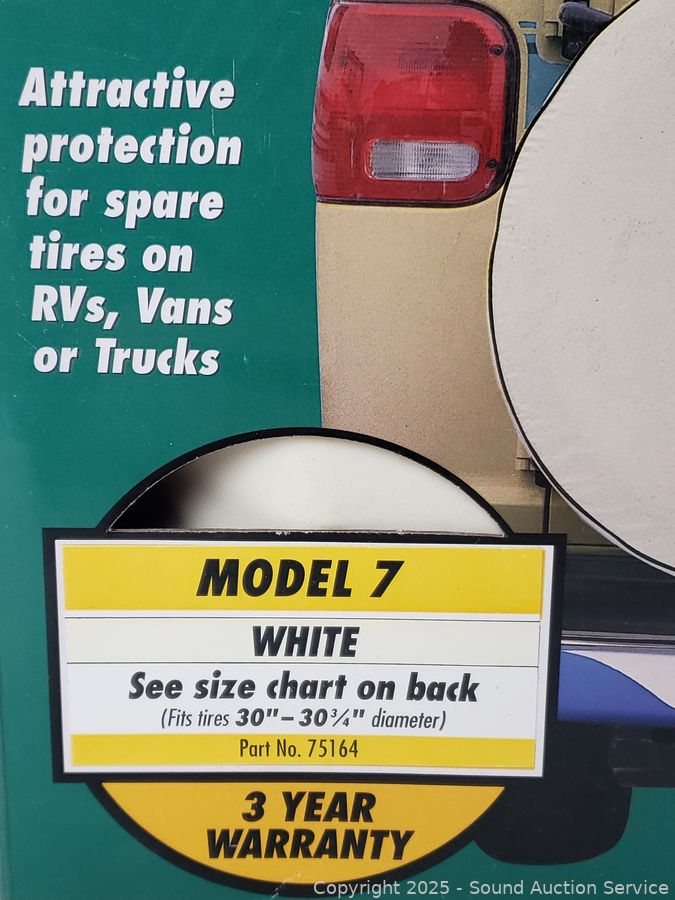 Attractive
protection
for spare
tires on
RVs, Vans
or Trucks
MODEL 7
WHITE
See size chart on back
(Fits tires 30"–30¾" diameter)
Part No. 75164
3 YEAR
WARRANTY
Copyright 2025 - Sound Auction Service